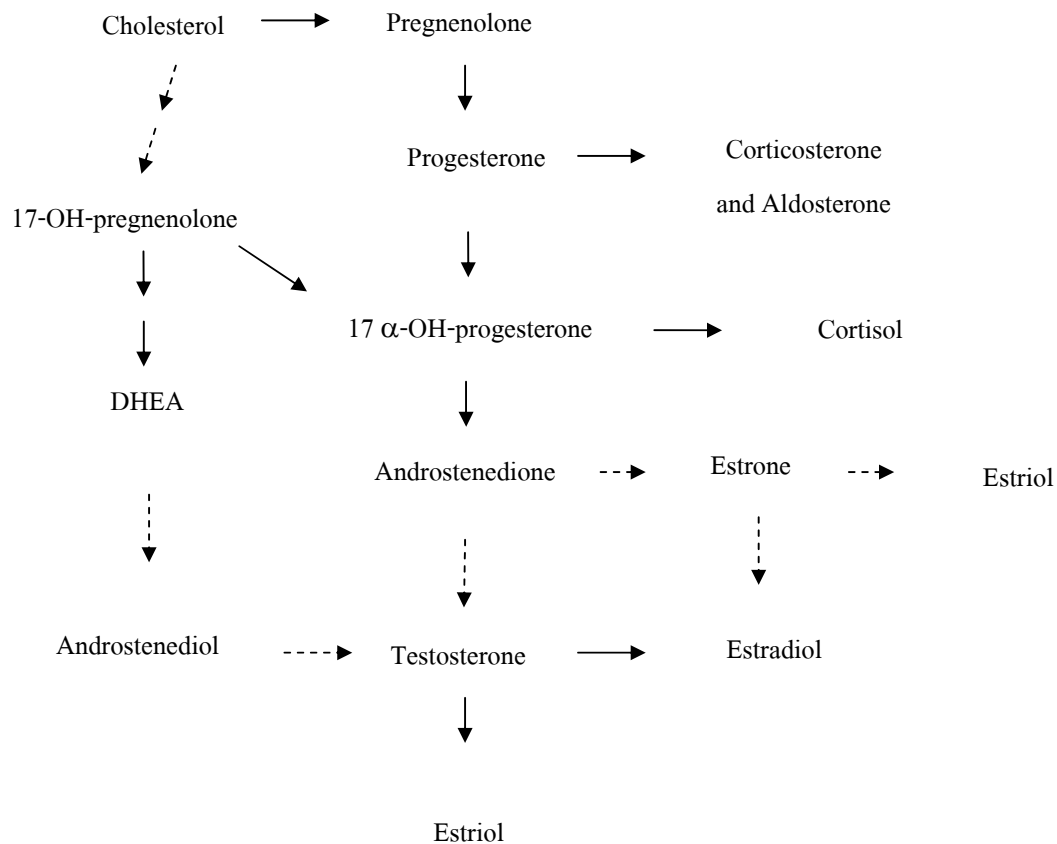 Cholesterol
Pregnenolone
Progesterone
Corticosterone
and Aldosterone
17-OH-pregnenolone
17 α-OH-progesterone
Cortisol
DHEA
Androstenedione
Estrone
Estriol
Androstenediol
Testosterone
Estradiol
Estriol